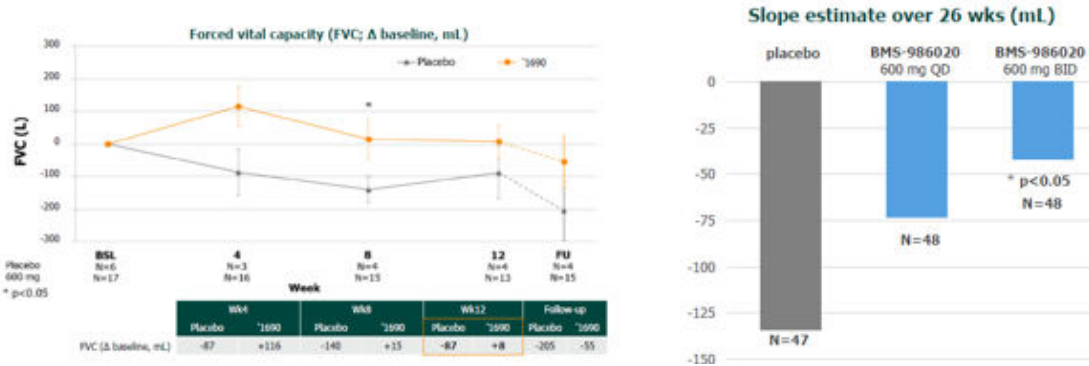 Forced vital capacity (FVC; Δ baseline, mL)
Placebo
'1690
FVC (L)
300
200
100
0
-100
-200
-300
*
BSL 4 8 12 FU
Placebo N=6 N=3 N=4 N=4 N=4
600 mg N=17 N=16 N=15 N=13 N=15
Week
* p<0.05
Wk4 Wk8 Wk12 Follow-up
Placebo '1690 Placebo '1690 Placebo '1690 Placebo '1690
FVC (Δ baseline, mL) -87 +116 -140 +15 -87 +8 -205 -55
Slope estimate over 26 wks (mL)
placebo
BMS-986020
600 mg QD
BMS-986020
600 mg BID
0
-25
-50
-75
-100
-125
-150
* p<0.05
N=48
N=48
N=47